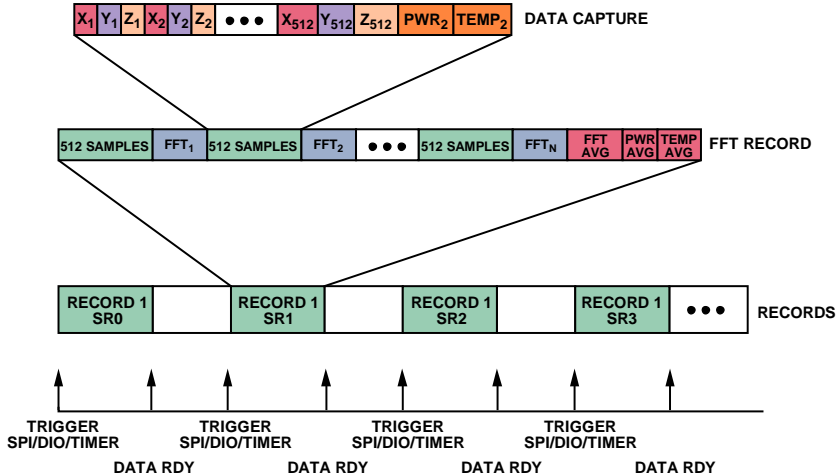 X1 Y1 Z1 X2 Y2 Z2 ●●● X512 Y512 Z512 PWR2 TEMP2 DATA CAPTURE
512 SAMPLES FFT1 512 SAMPLES FFT2 ●●● 512 SAMPLES FFTN FFT AVG PWR AVG TEMP AVG FFT RECORD
RECORD 1 RECORD 1 RECORD 1 RECORD 1
SR0 SR1 SR2 SR3 ●●● RECORDS
TRIGGER TRIGGER TRIGGER TRIGGER
SPI/DIO/TIMER SPI/DIO/TIMER SPI/DIO/TIMER SPI/DIO/TIMER
DATA RDY DATA RDY DATA RDY DATA RDY